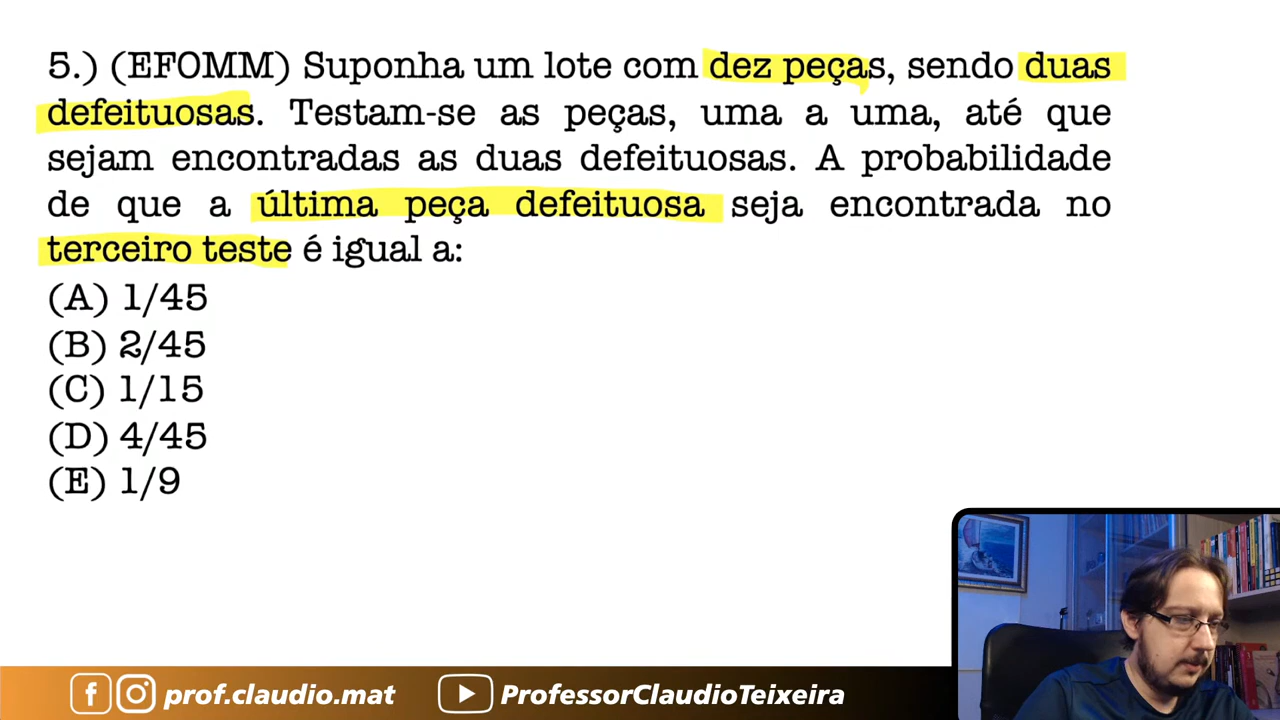 5.) (EFOMM) Suponha um lote com dez peças, sendo duas
defeituosas. Testam-se as peças, uma a uma, até que
sejam encontradas as duas defeituosas. A probabilidade
de que a última peça defeituosa seja encontrada no
terceiro teste é igual a:
(A) 1/45
(B) 2/45
(C) 1/15
(D) 4/45
(E) 1/9
prof.claudio.mat ProfessorClaudioTeixeira